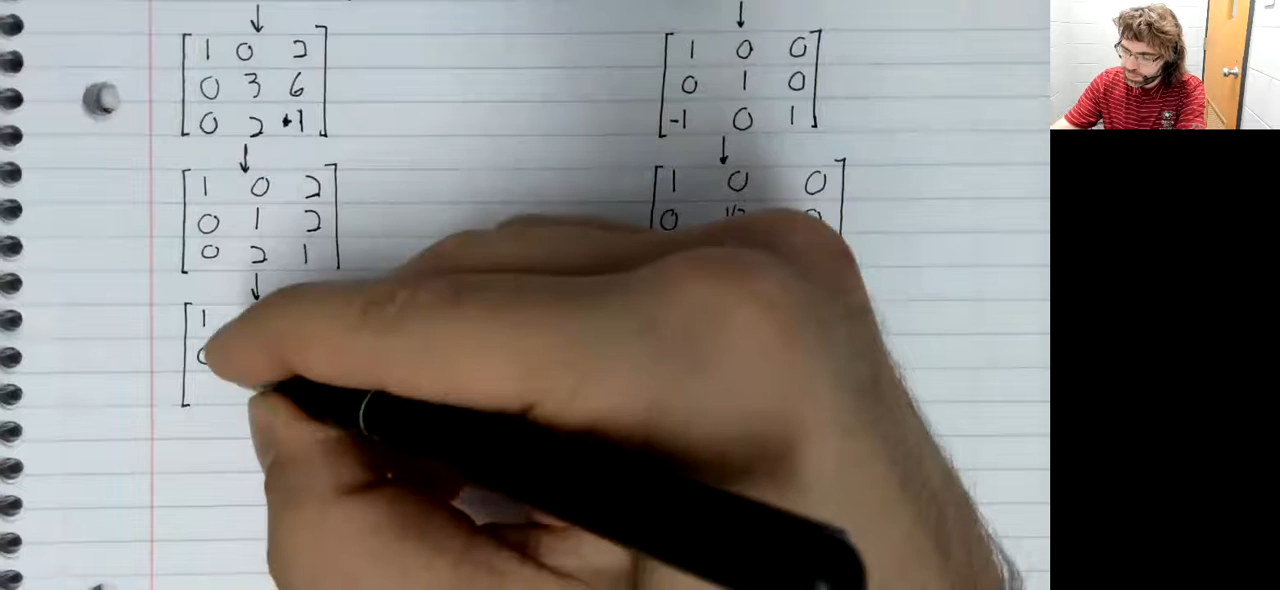 1 0 2
0 3 6
0 2 1
1 0 0
0 1 0
-1 0 1
1 0 2
0 1 2
0 2 1
1 0 0
0
1